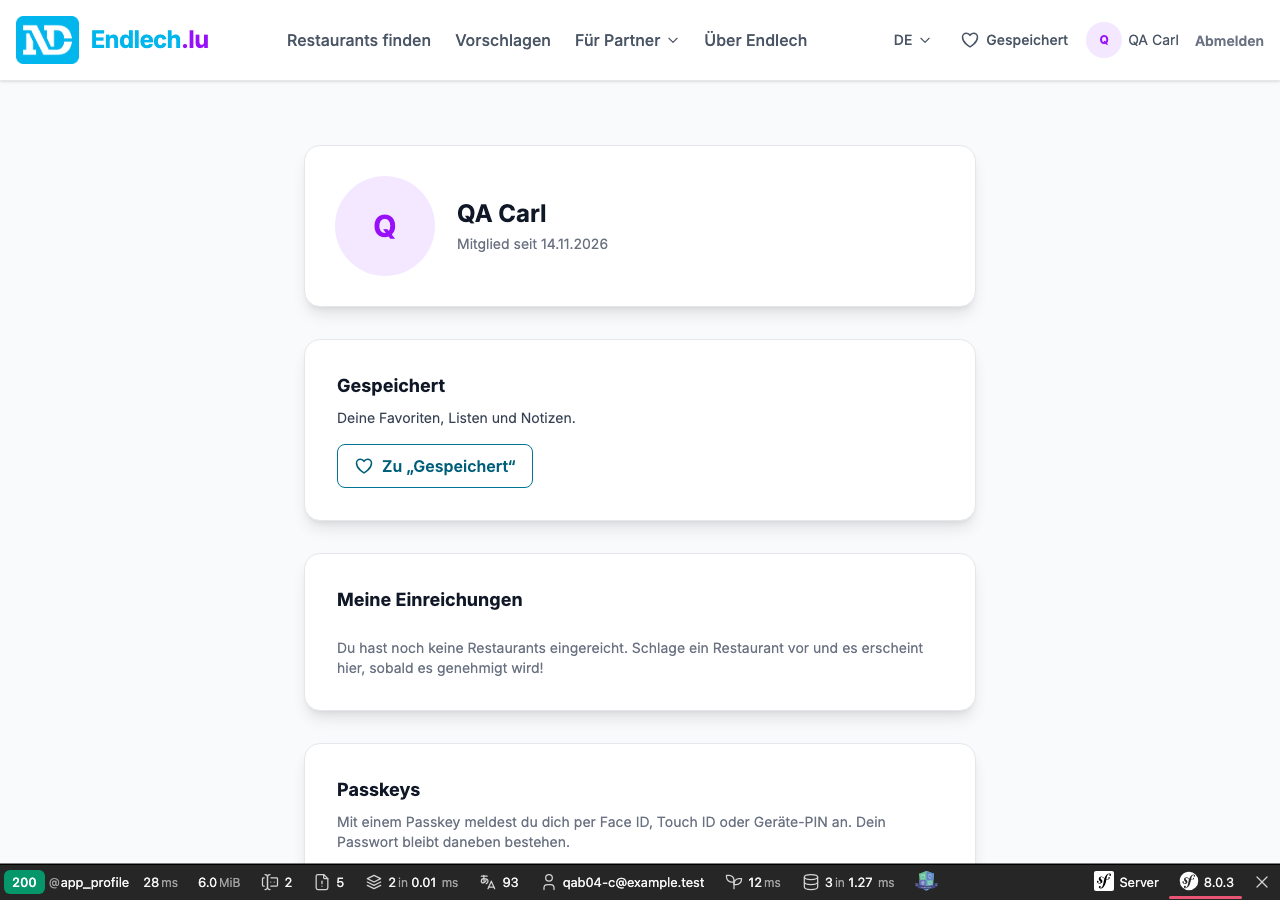 Endlech.lu
Restaurants finden
Vorschlagen
Für Partner
Über Endlech
DE
Gespeichert
Q
QA Carl
Abmelden
Q
QA Carl
Mitglied seit 14.11.2026
Gespeichert
Deine Favoriten, Listen und Notizen.
Zu „Gespeichert“
Meine Einreichungen
Du hast noch keine Restaurants eingereicht. Schlage ein Restaurant vor und es erscheint
hier, sobald es genehmigt wird!
Passkeys
Mit einem Passkey meldest du dich per Face ID, Touch ID oder Geräte-PIN an. Dein
Passwort bleibt daneben bestehen.
200 @app_profile 28 ms 6.0 MiB 2 5 2 in 0.01 ms 93 qab04-c@example.test 12 ms 3 in 1.27 ms Server 8.0.3